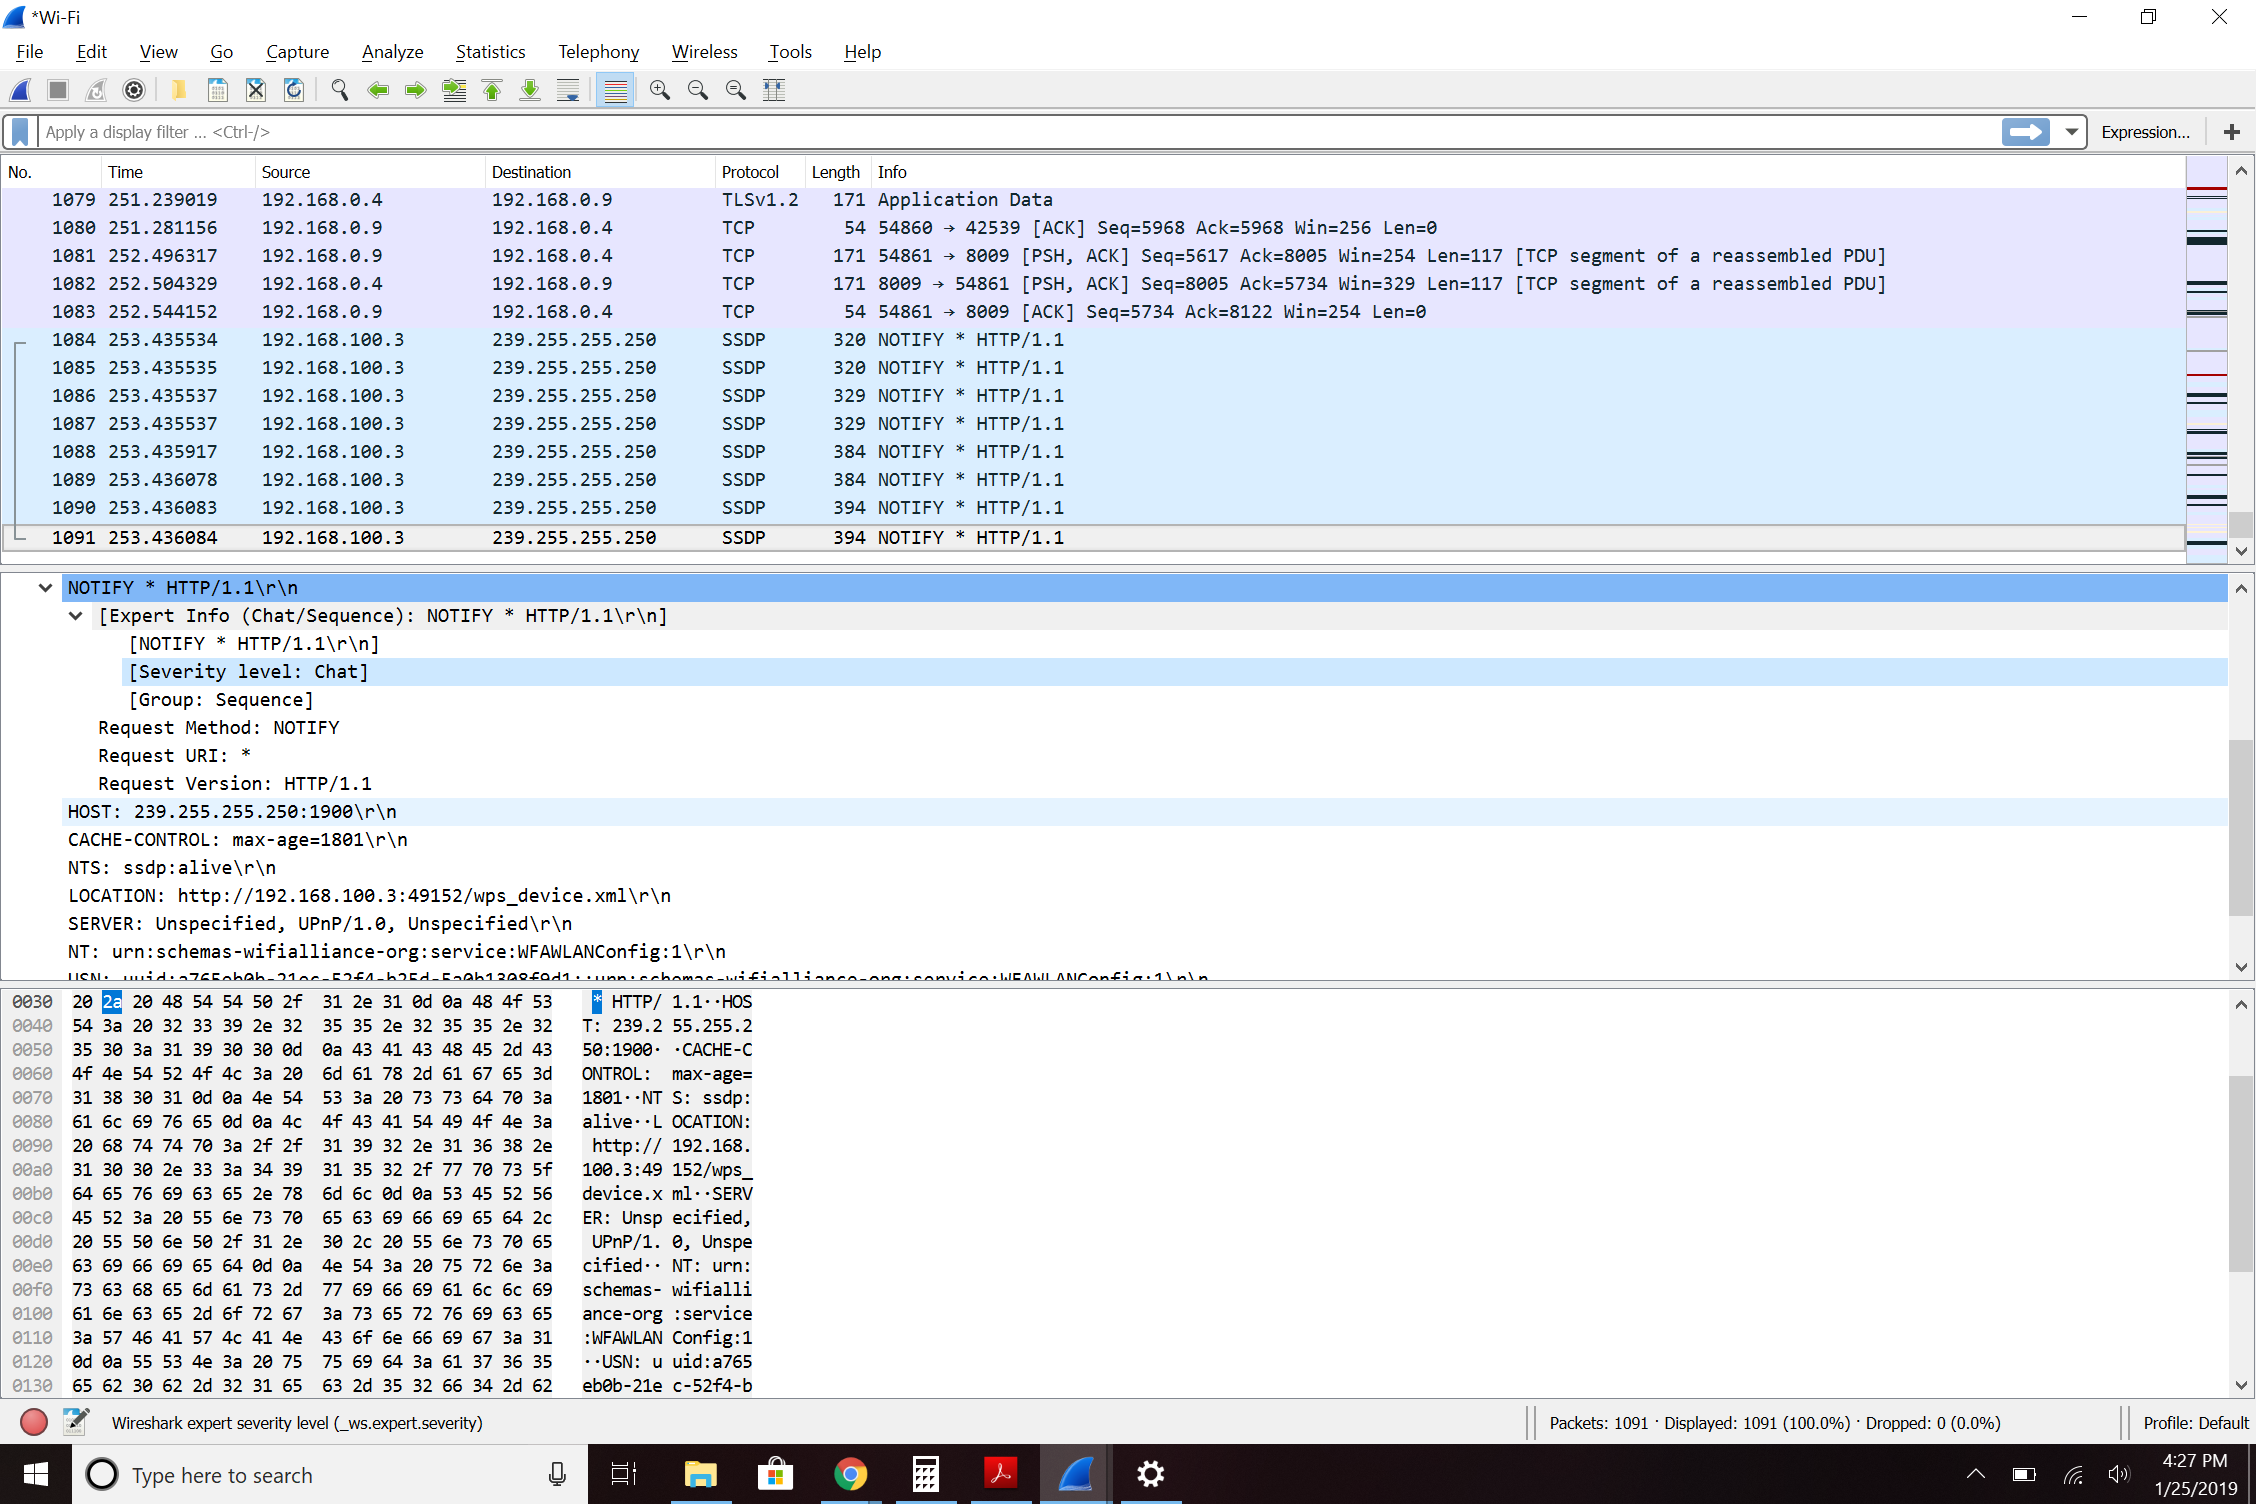 *Wi-Fi
File Edit View Go Capture Analyze Statistics Telephony Wireless Tools Help
Apply a display filter ... <Ctrl-/> Expression... +
No. Time Source Destination Protocol Length Info
1079 251.239019 192.168.0.4 192.168.0.9 TLSv1.2 171 Application Data
1080 251.281156 192.168.0.9 192.168.0.4 TCP 54 54860 → 42539 [ACK] Seq=5968 Ack=5968 Win=256 Len=0
1081 252.496317 192.168.0.9 192.168.0.4 TCP 171 54861 → 8009 [PSH, ACK] Seq=5617 Ack=8005 Win=254 Len=117 [TCP segment of a reassembled PDU]
1082 252.504329 192.168.0.4 192.168.0.9 TCP 171 8009 → 54861 [PSH, ACK] Seq=8005 Ack=5734 Win=329 Len=117 [TCP segment of a reassembled PDU]
1083 252.544152 192.168.0.9 192.168.0.4 TCP 54 54861 → 8009 [ACK] Seq=5734 Ack=8122 Win=254 Len=0
1084 253.435534 192.168.100.3 239.255.255.250 SSDP 320 NOTIFY * HTTP/1.1
1085 253.435535 192.168.100.3 239.255.255.250 SSDP 320 NOTIFY * HTTP/1.1
1086 253.435537 192.168.100.3 239.255.255.250 SSDP 329 NOTIFY * HTTP/1.1
1087 253.435537 192.168.100.3 239.255.255.250 SSDP 329 NOTIFY * HTTP/1.1
1088 253.435917 192.168.100.3 239.255.255.250 SSDP 384 NOTIFY * HTTP/1.1
1089 253.436078 192.168.100.3 239.255.255.250 SSDP 384 NOTIFY * HTTP/1.1
1090 253.436083 192.168.100.3 239.255.255.250 SSDP 394 NOTIFY * HTTP/1.1
1091 253.436084 192.168.100.3 239.255.255.250 SSDP 394 NOTIFY * HTTP/1.1
NOTIFY * HTTP/1.1\r\n
[Expert Info (Chat/Sequence): NOTIFY * HTTP/1.1\r\n]
[NOTIFY * HTTP/1.1\r\n]
[Severity level: Chat]
[Group: Sequence]
Request Method: NOTIFY
Request URI: *
Request Version: HTTP/1.1
HOST: 239.255.255.250:1900\r\n
CACHE-CONTROL: max-age=1801\r\n
NTS: ssdp:alive\r\n
LOCATION: http://192.168.100.3:49152/wps_device.xml\r\n
SERVER: Unspecified, UPnP/1.0, Unspecified\r\n
NT: urn:schemas-wifialliance-org:service:WFAWLANConfig:1\r\n
USN: uuid:a765eb0b-21ec-52f4-b25d-5a0b1308f9d1::urn:schemas-wifialliance-org:service:WFAWLANConfig:1\r\n
0030 20 2a 20 48 54 54 50 2f 31 2e 31 0d 0a 48 4f 53 * HTTP/ 1.1··HOS
0040 54 3a 20 32 33 39 2e 32 35 35 2e 32 35 35 2e 32 T: 239.2 55.255.2
0050 35 30 3a 31 39 30 30 0d 0a 43 41 43 48 45 2d 43 50:1900· ·CACHE-C
0060 4f 4e 54 52 4f 4c 3a 20 6d 61 78 2d 61 67 65 3d ONTROL: max-age=
0070 31 38 30 31 0d 0a 4e 54 53 3a 20 73 73 64 70 3a 1801··NT S: ssdp:
0080 61 6c 69 76 65 0d 0a 4c 4f 43 41 54 49 4f 4e 3a alive··L OCATION:
0090 20 68 74 74 70 3a 2f 2f 31 39 32 2e 31 36 38 2e http:// 192.168.
00a0 31 30 30 2e 33 3a 34 39 31 35 32 2f 77 70 73 5f 100.3:49 152/wps_
00b0 64 65 76 69 63 65 2e 78 6d 6c 0d 0a 53 45 52 56 device.x ml··SERV
00c0 45 52 3a 20 55 6e 73 70 65 63 69 66 69 65 64 2c ER: Unsp ecified,
00d0 20 55 50 6e 50 2f 31 2e 30 2c 20 55 6e 73 70 65 UPnP/1. 0, Unspe
00e0 63 69 66 69 65 64 0d 0a 4e 54 3a 20 75 72 6e 3a cified·· NT: urn:
00f0 73 63 68 65 6d 61 73 2d 77 69 66 69 61 6c 6c 69 schemas- wifialli
0100 61 6e 63 65 2d 6f 72 67 3a 73 65 72 76 69 63 65 ance-org :service
0110 3a 57 46 41 57 4c 41 4e 43 6f 6e 66 69 67 3a 31 :WFAWLAN Config:1
0120 0d 0a 55 53 4e 3a 20 75 75 69 64 3a 61 37 36 35 ··USN: u uid:a765
0130 65 62 30 62 2d 32 31 65 63 2d 35 32 66 34 2d 62 eb0b-21e c-52f4-b
Wireshark expert severity level (_ws.expert.severity) Packets: 1091 · Displayed: 1091 (100.0%) · Dropped: 0 (0.0%) Profile: Default
Type here to search
4:27 PM
1/25/2019